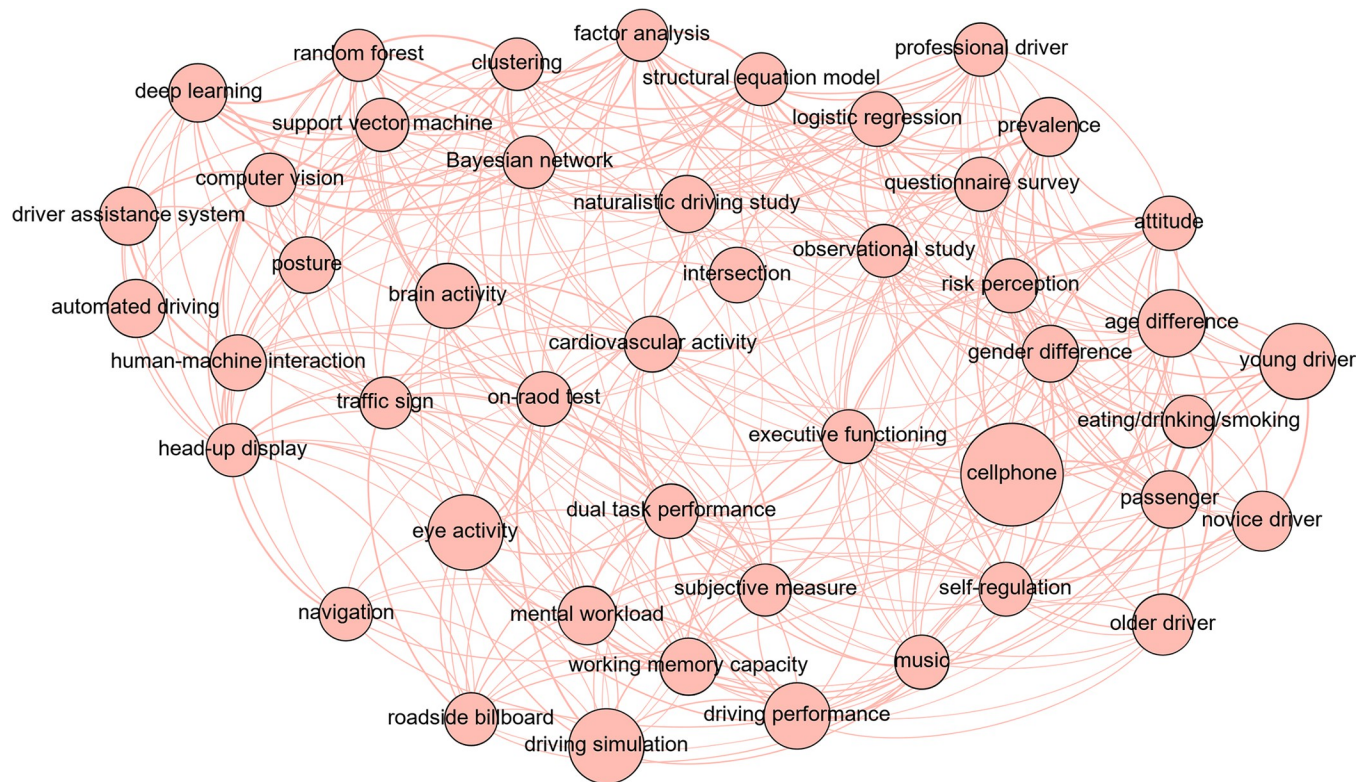 factor analysis
random forest
professional driver
clustering
structural equation model
deep learning
logistic regression
support vector machine
prevalence
Bayesian network
computer vision
questionnaire survey
naturalistic driving study
driver assistance system
attitude
observational study
posture
intersection
risk perception
brain activity
automated driving
age difference
cardiovascular activity
gender difference
human-machine interaction
young driver
on-raod test
traffic sign
eating/drinking/smoking
executive functioning
head-up display
cellphone
passenger
dual task performance
novice driver
eye activity
subjective measure
self-regulation
navigation
mental workload
older driver
music
working memory capacity
driving performance
roadside billboard
driving simulation